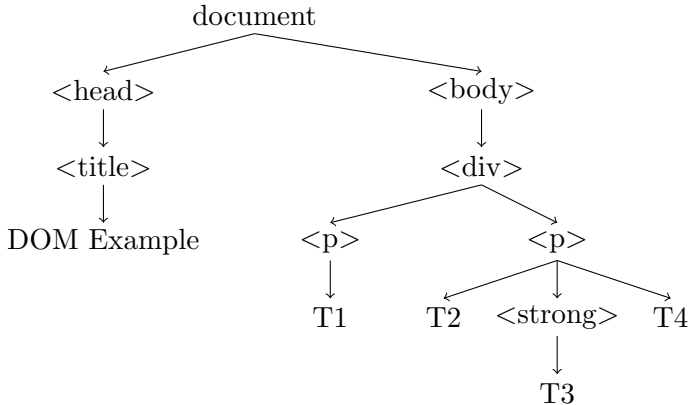 document
<head> <body>
<title> <div>
DOM Example <p> <p>
T1 T2 <strong> T4
T3